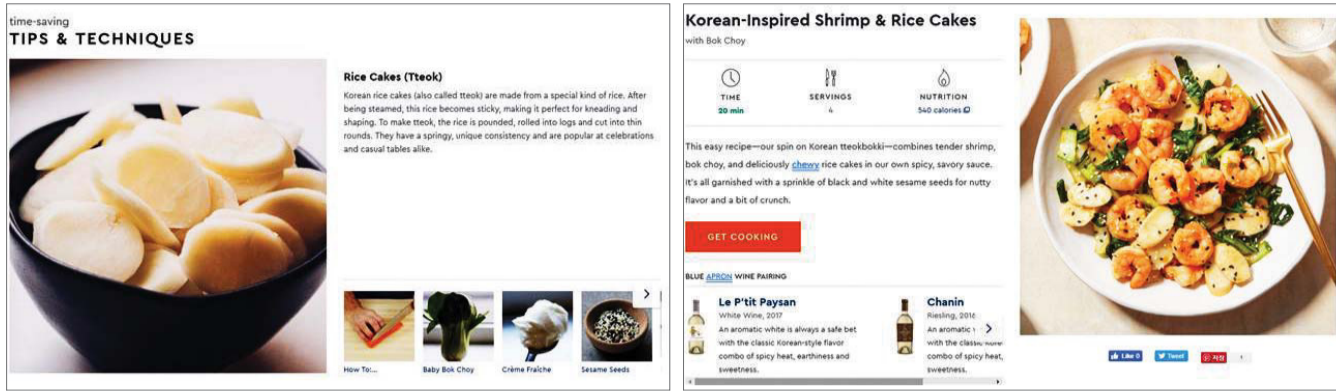 time-saving
TIPS & TECHNIQUES
Rice Cakes (Tteok)
Korean rice cakes (also called tteok) are made from a special kind of rice. After
being steamed, this rice becomes sticky, making it perfect for kneading and
shaping. To make tteok, the rice is pounded, rolled into logs and cut into thin
rounds. They have a springy, unique consistency and are popular at celebrations
and casual tables alike.
How To:...
Baby Bok Choy
Crème Fraîche
Sesame Seeds
Korean-Inspired Shrimp & Rice Cakes
with Bok Choy
TIME
20 min
SERVINGS
4
NUTRITION
540 calories
This easy recipe—our spin on Korean tteokbokki—combines tender shrimp,
bok choy, and deliciously chewy rice cakes in our own spicy, savory sauce.
It's all garnished with a sprinkle of black and white sesame seeds for nutty
flavor and a bit of crunch.
GET COOKING
BLUE APRON WINE PAIRING
Le P'tit Paysan
White Wine, 2017
An aromatic white is always a safe bet
with the classic Korean-style flavor
combo of spicy heat, earthiness and
sweetness.
Chanin
Riesling, 2016
An aromatic
with the classic
combo of spicy heat,
sweetness.
Like 0
Tweet
저장